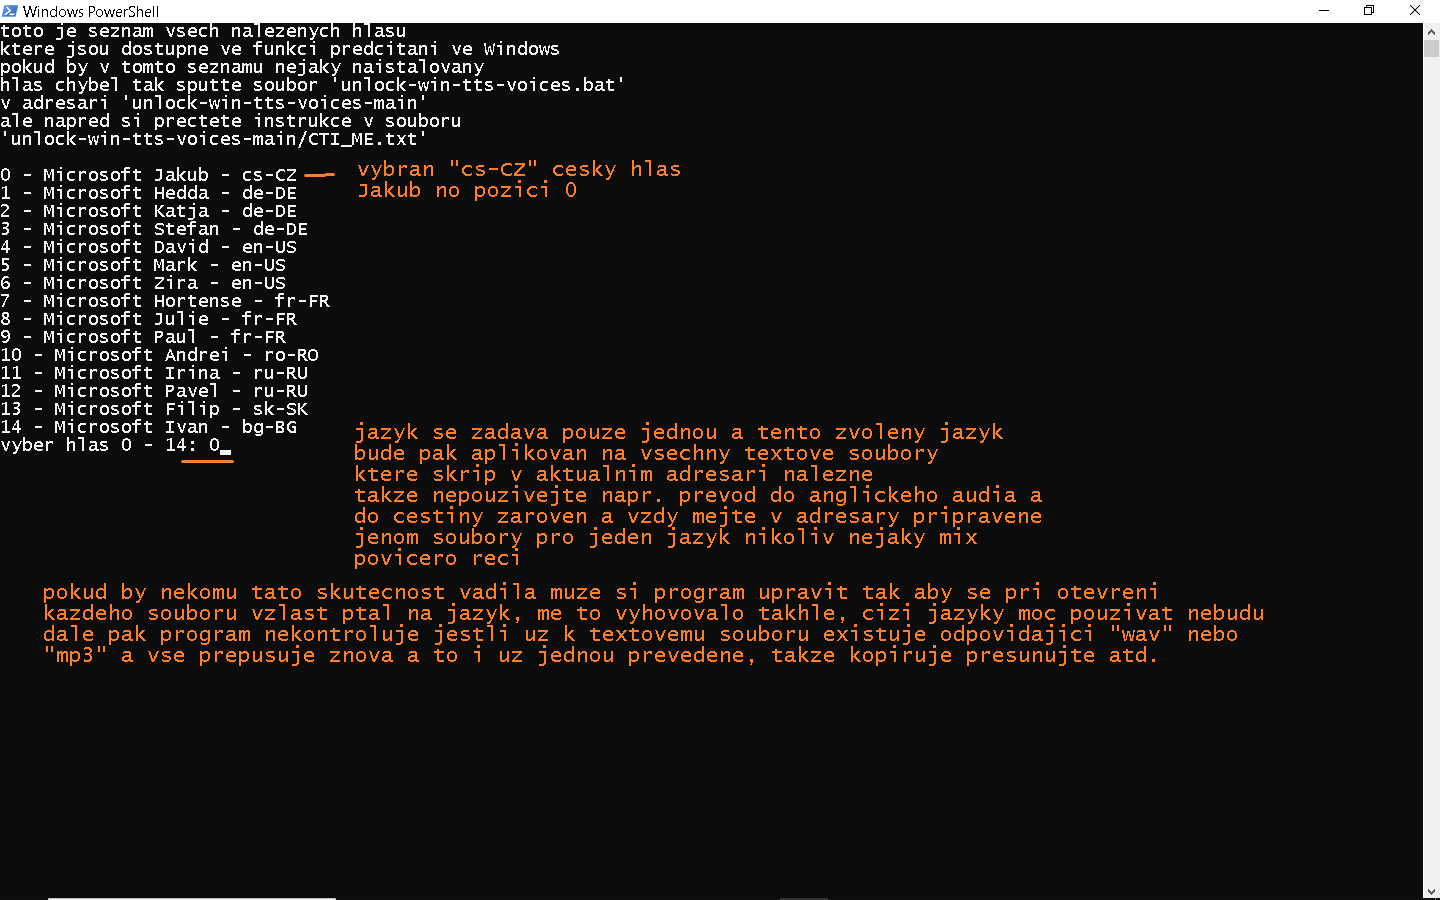 Windows PowerShell
toto je seznam vsech nalezenych hlasu
ktere jsou dostupne ve funkci predcitani ve Windows
pokud by v tomto seznamu nejaky naistalovany
hlas chybel tak sputte soubor 'unlock-win-tts-voices.bat'
v adresari 'unlock-win-tts-voices-main'
ale napred si prectete instrukce v souboru
'unlock-win-tts-voices-main/CTI_ME.txt'
0 - Microsoft Jakub - cs-CZ
vybran "cs-CZ" cesky hlas
Jakub no pozici 0
1 - Microsoft Hedda - de-DE
2 - Microsoft Katja - de-DE
3 - Microsoft Stefan - de-DE
4 - Microsoft David - en-US
5 - Microsoft Mark - en-US
6 - Microsoft Zira - en-US
7 - Microsoft Hortense - fr-FR
8 - Microsoft Julie - fr-FR
9 - Microsoft Paul - fr-FR
10 - Microsoft Andrei - ro-RO
11 - Microsoft Irina - ru-RU
12 - Microsoft Pavel - ru-RU
13 - Microsoft Filip - sk-SK
14 - Microsoft Ivan - bg-BG
vyber hlas 0 - 14: 0
jazyk se zadava pouze jednou a tento zvoleny jazyk
bude pak aplikovan na vsechny textove soubory
ktere skrip v aktualnim adresari nalezne
takze nepouzivejte napr. prevod do anglickeho audia a
do cestiny zaroven a vzdy mejte v adresary pripravene
jenom soubory pro jeden jazyk nikoliv nejaky mix
povicero reci
pokud by nekomu tato skutecnost vadila muze si program upravit tak aby se pri otevreni
kazdeho souboru vzlast ptal na jazyk, me to vyhovovalo takhle, cizi jazyky moc pouzivat nebudu
dale pak program nekontroluje jestli uz k textovemu souboru existuje odpovidajici "wav" nebo
"mp3" a vse prepusuje znova a to i uz jednou prevedene, takze kopiruje presunujte atd.